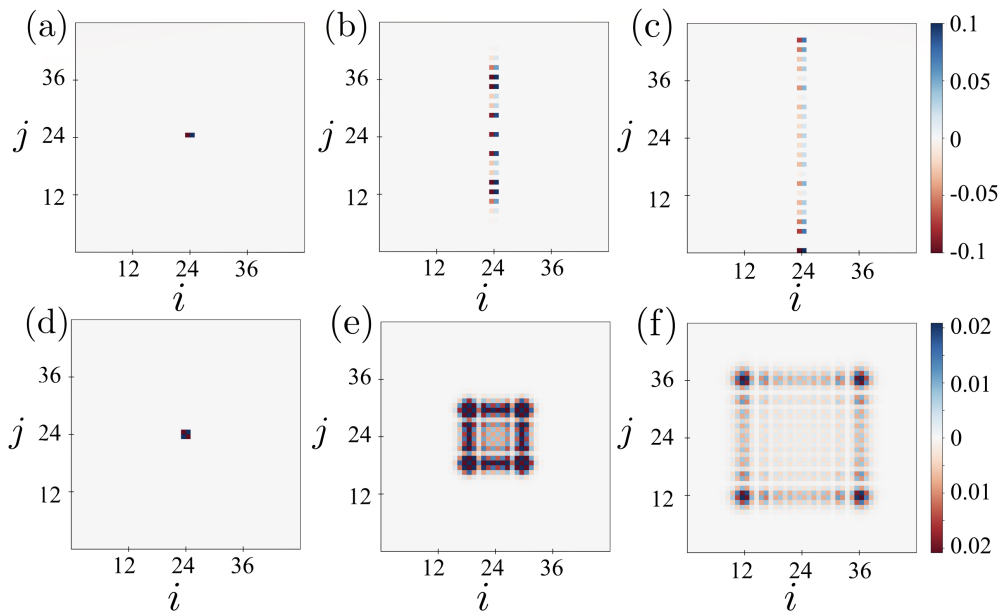 (a) (b) (c)
0.1
36 36 36 0.05
j 24 j 24 j 24 0
12 12 12 -0.05
-0.1
12 24 36 12 24 36 12 24 36
i i i
(d) (e) (f)
0.02
36 36 36 0.01
j 24 j 24 j 24 0
12 12 12 0.01
0.02
12 24 36 12 24 36 12 24 36
i i i